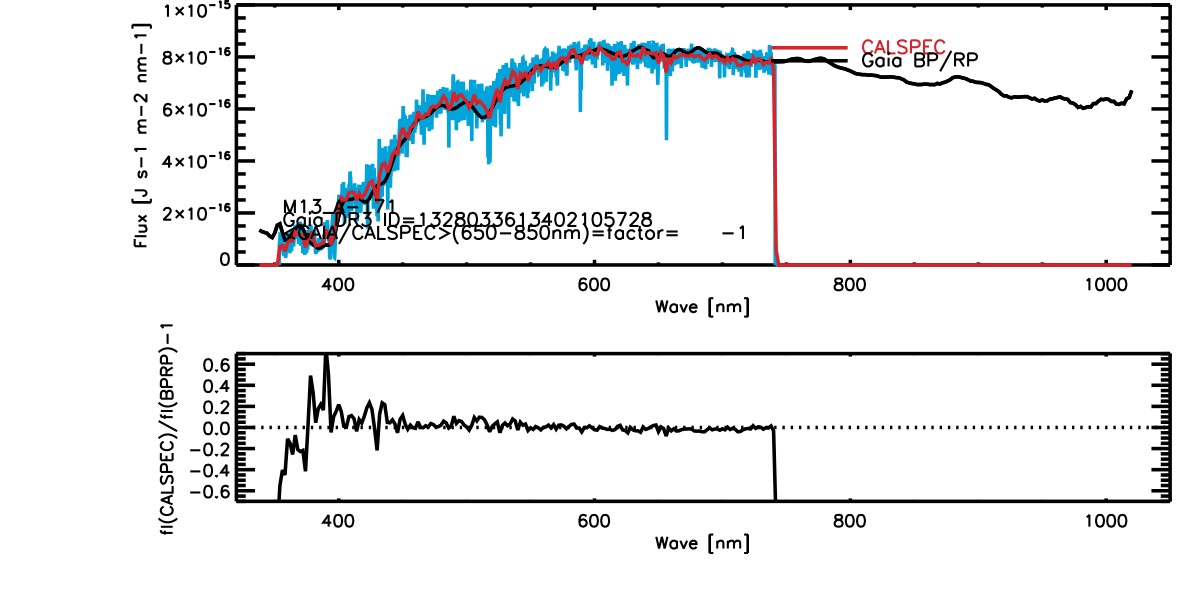 1×10−15
8×10−16
6×10−16
4×10−16
2×10−16
0
Flux [J s−1 m−2 nm−1]
CALSPEC
Gaia BP/RP
M13_A−171
Gaia DR3 ID=1328033613402105728
<GAIA/CALSPEC>(650−850nm)=factor= −1
400 600 800 1000
Wave [nm]
0.6
0.4
0.2
0.0
−0.2
−0.4
−0.6
fl(CALSPEC)/fl(BPRP)−1
400 600 800 1000
Wave [nm]